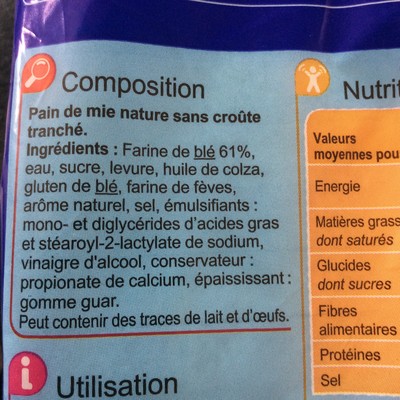 Composition
Pain de mie nature sans croûte
tranché.
Ingrédients : Farine de blé 61%,
eau, sucre, levure, huile de colza,
gluten de blé, farine de fèves,
arôme naturel, sel, émulsifiants :
mono- et diglycérides d'acides gras
et stéaroyl-2-lactylate de sodium,
vinaigre d'alcool, conservateur :
propionate de calcium, épaississant :
gomme guar.
Peut contenir des traces de lait et d'œufs.
Utilisation
Nutrit
Valeurs
moyennes pou
Energie
Matières grass
dont saturés
Glucides
dont sucres
Fibres
alimentaires
Protéines
Sel